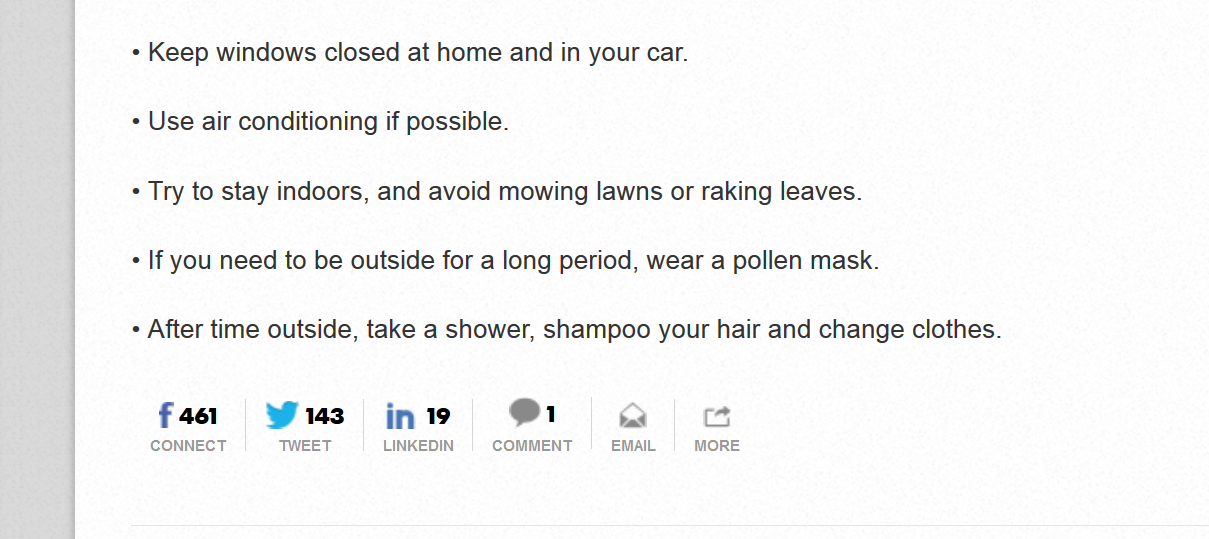 • Keep windows closed at home and in your car.
• Use air conditioning if possible.
• Try to stay indoors, and avoid mowing lawns or raking leaves.
• If you need to be outside for a long period, wear a pollen mask.
• After time outside, take a shower, shampoo your hair and change clothes.
f 461 143 in 19 1
CONNECT TWEET LINKEDIN COMMENT EMAIL MORE